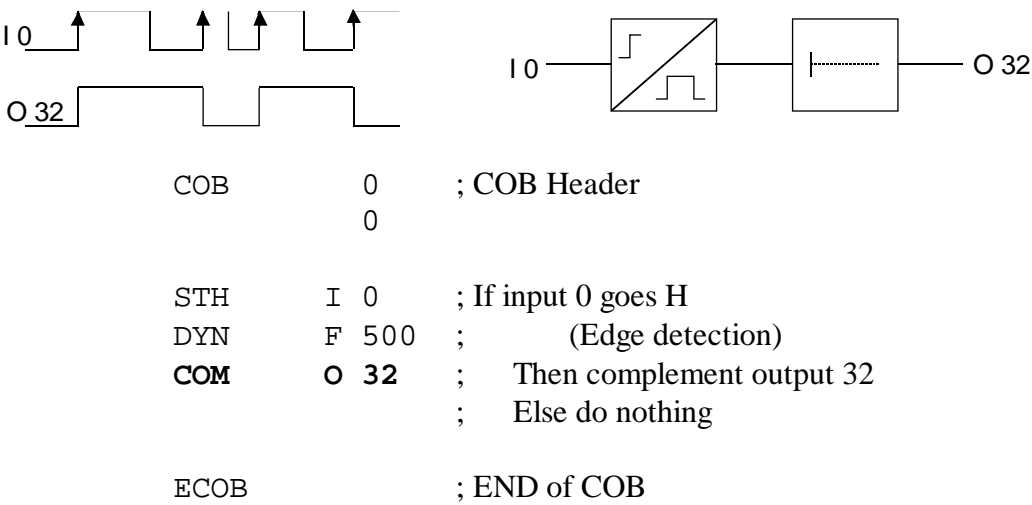 I 0
O 32
I 0
O 32
COB 0 ; COB Header
0
STH I 0 ; If input 0 goes H
DYN F 500 ; (Edge detection)
COM O 32 ; Then complement output 32
; Else do nothing
ECOB ; END of COB